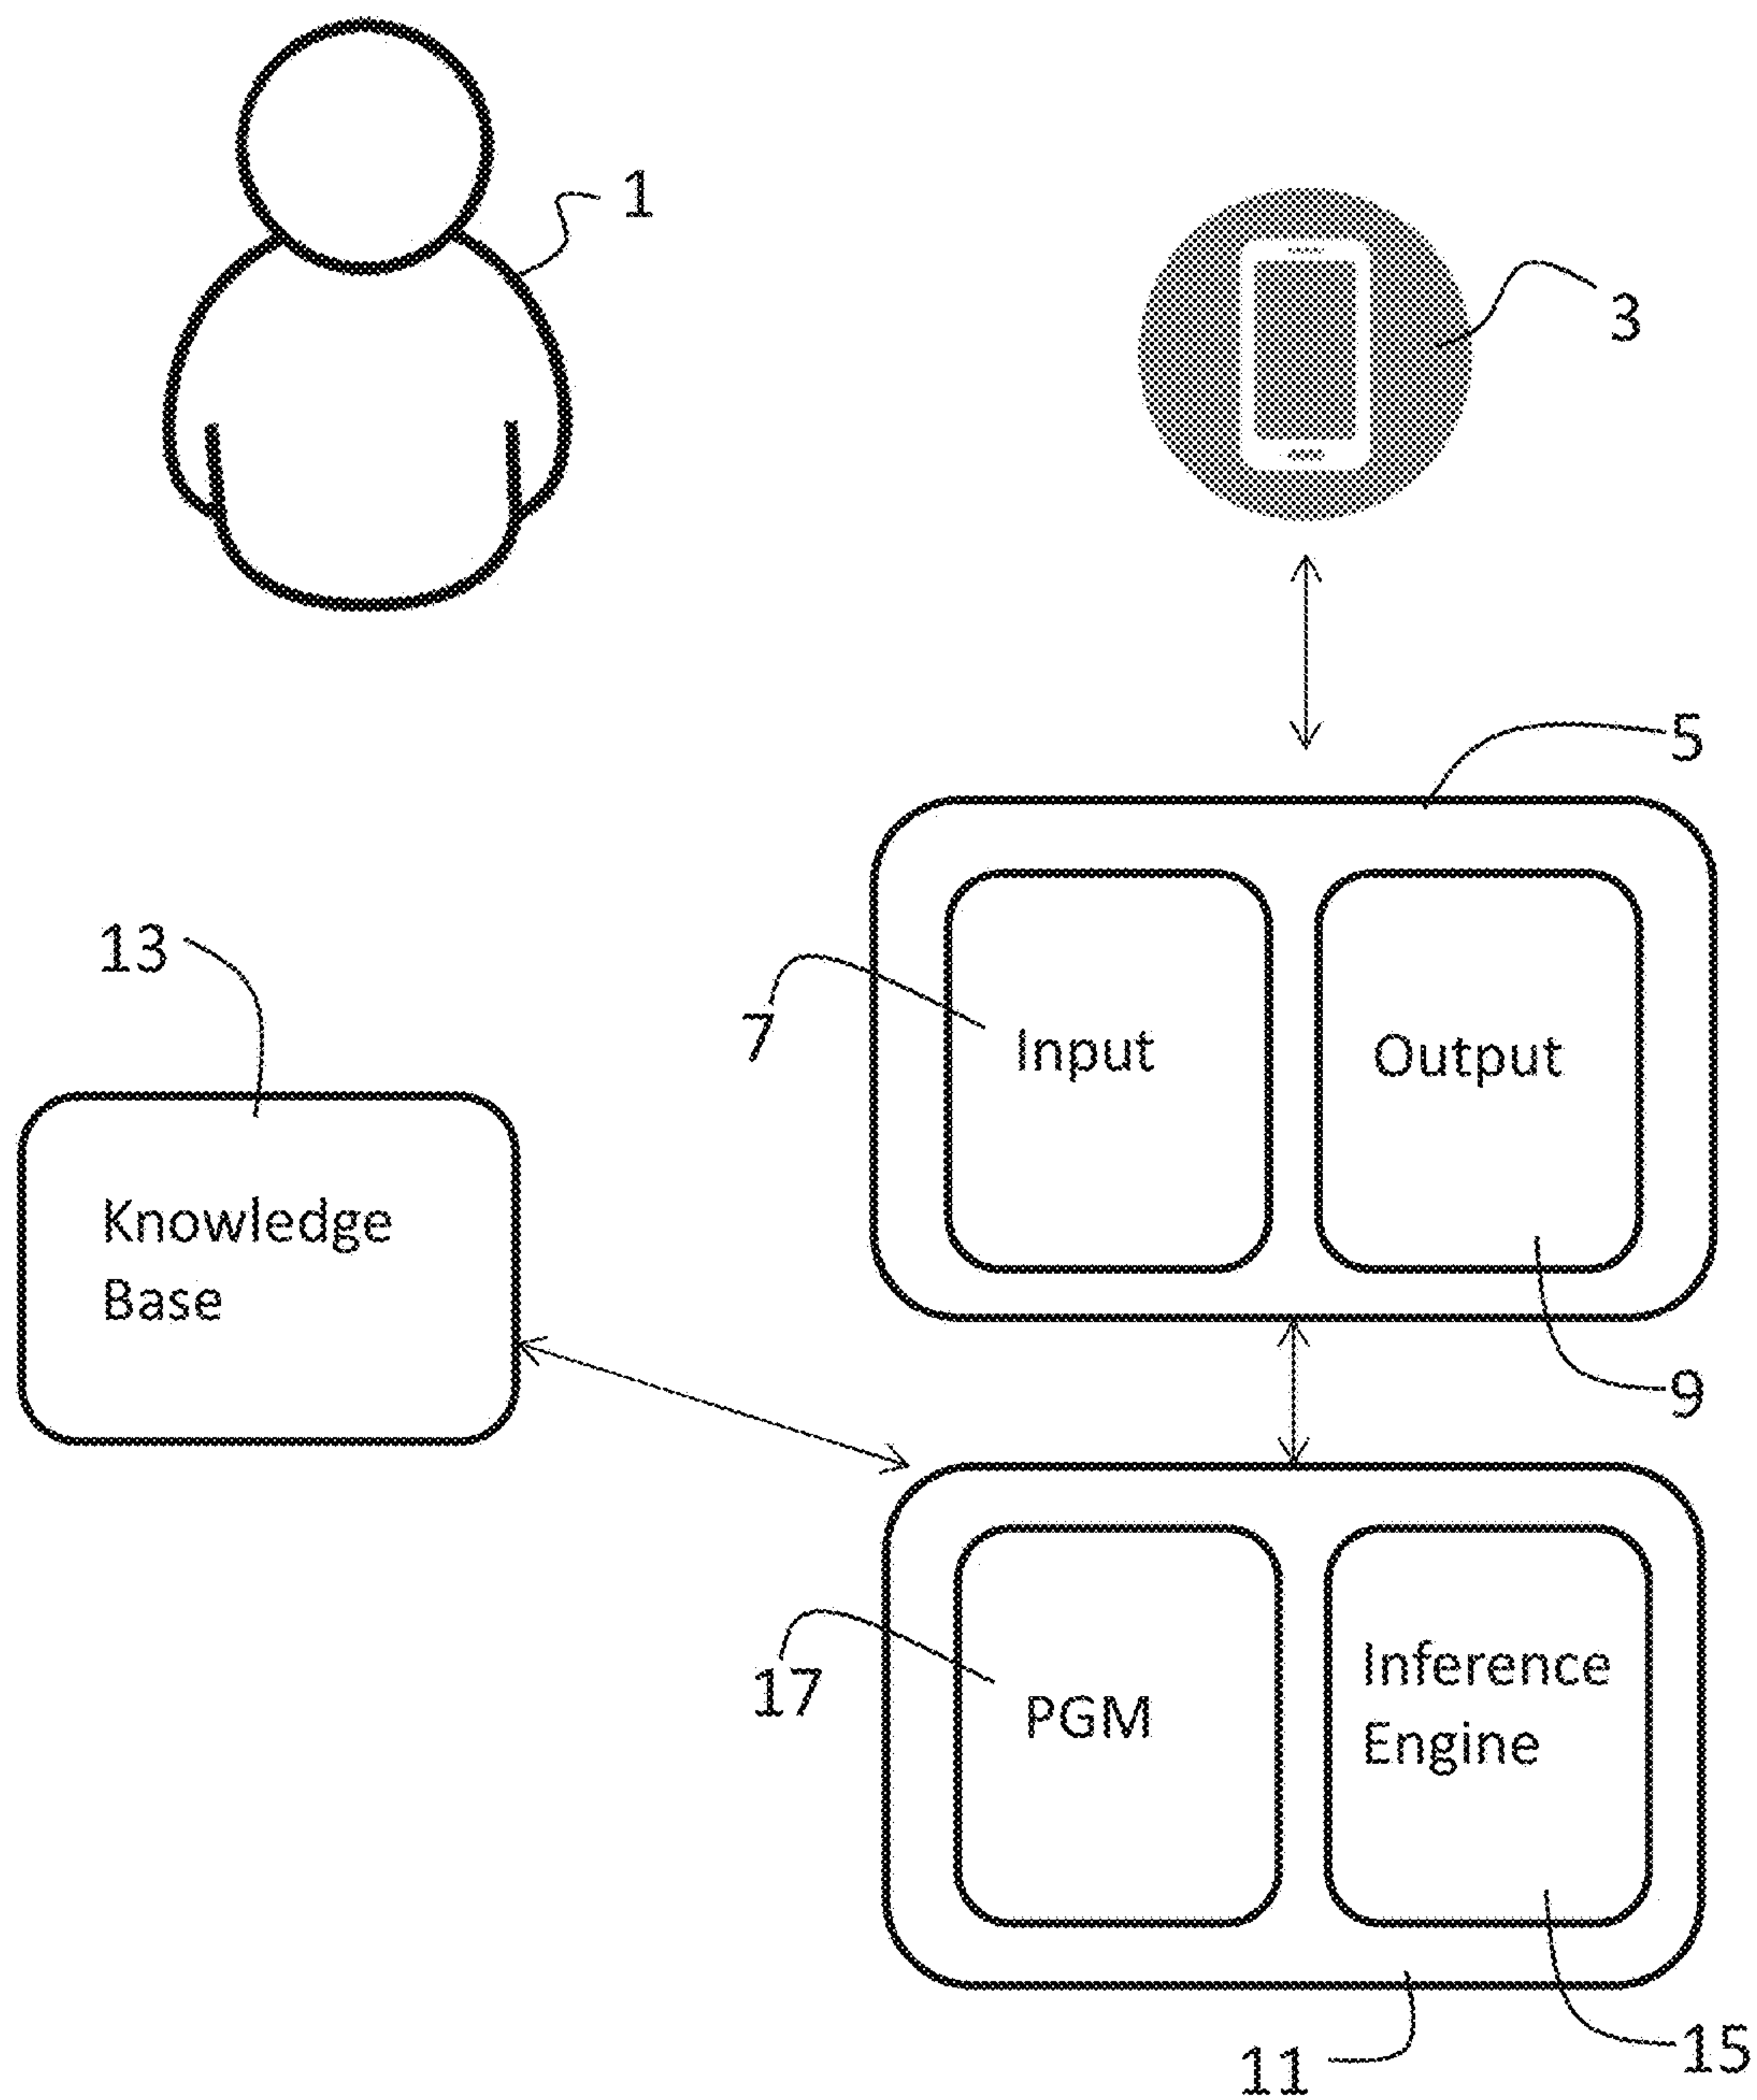 1
3
5
13
7
Input
Output
Knowledge
Base
9
17
PGM
Inference
Engine
11
15